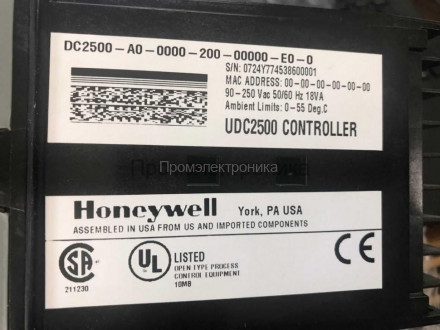 DC2500-A0-0000-200-00000-E0-0
S/N: 0724Y774538600001
MAC ADDRESS: 00-00-00-00-00-00
90-250 Vac 50/60 Hz 18VA
Ambient Limits: 0-55 Deg.C
UDC2500 CONTROLLER
Промэлектроника
Honeywell York, PA USA
ASSEMBLED IN USA FROM US AND IMPORTED COMPONENTS
SA
211230
UL
LISTED
OPEN TYPE PROCESS
CONTROL EQUIPMENT
10MB
CE